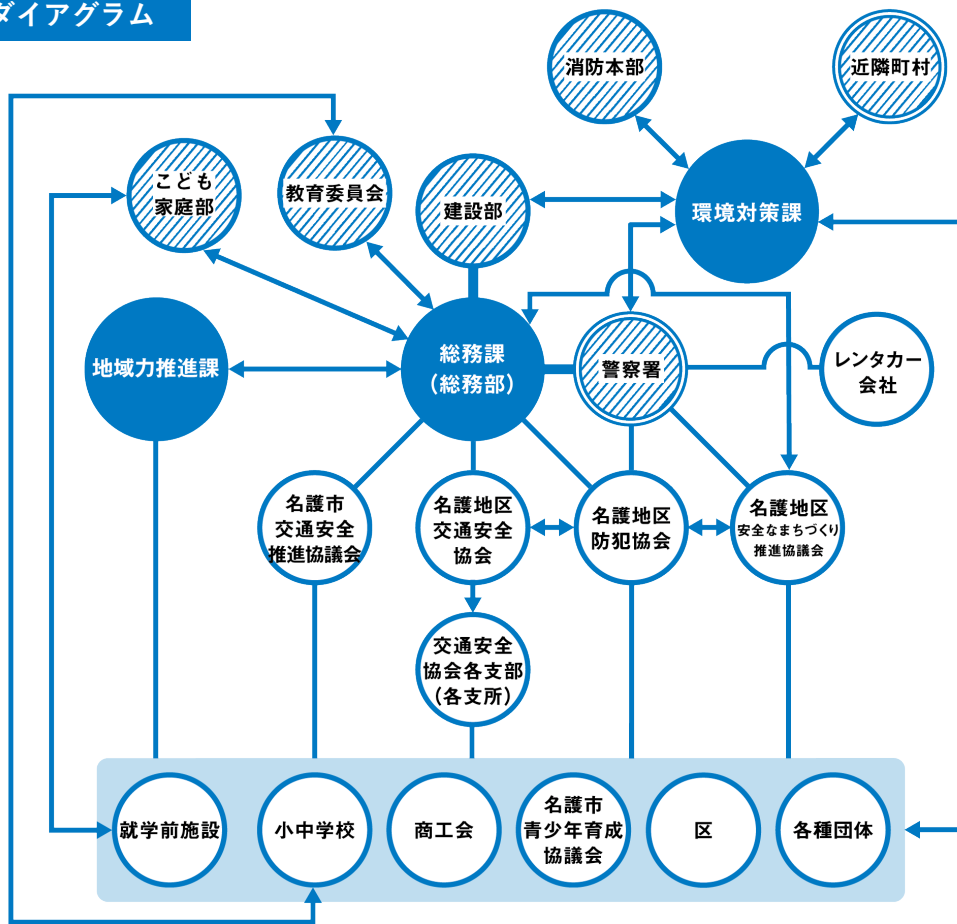 ダイアグラム
消防本部
近隣町村
こども
家庭部
教育委員会
建設部
環境対策課
地域力推進課
総務課
（総務部）
警察署
レンタカー
会社
名護市
交通安全
推進協議会
名護地区
交通安全
協会
名護地区
防犯協会
名護地区
安全なまちづくり
推進協議会
交通安全
協会各支部
（各支所）
就学前施設
小中学校
商工会
名護市
青少年育成
協議会
区
各種団体